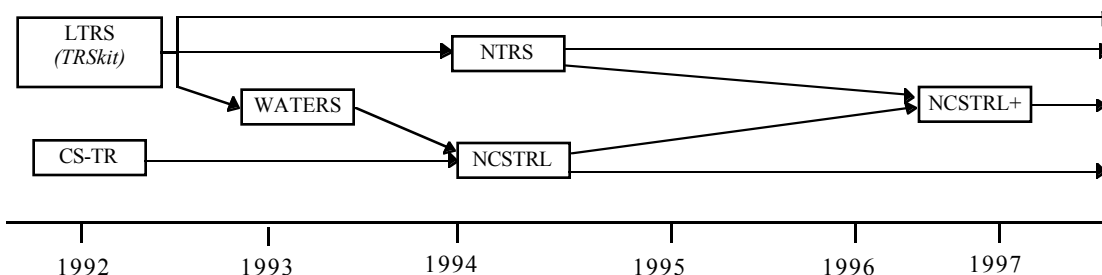 LTRS
(TRSkit)
NTRS
WATERS
NCSTRL+
CS-TR
NCSTRL
1992 1993 1994 1995 1996 1997